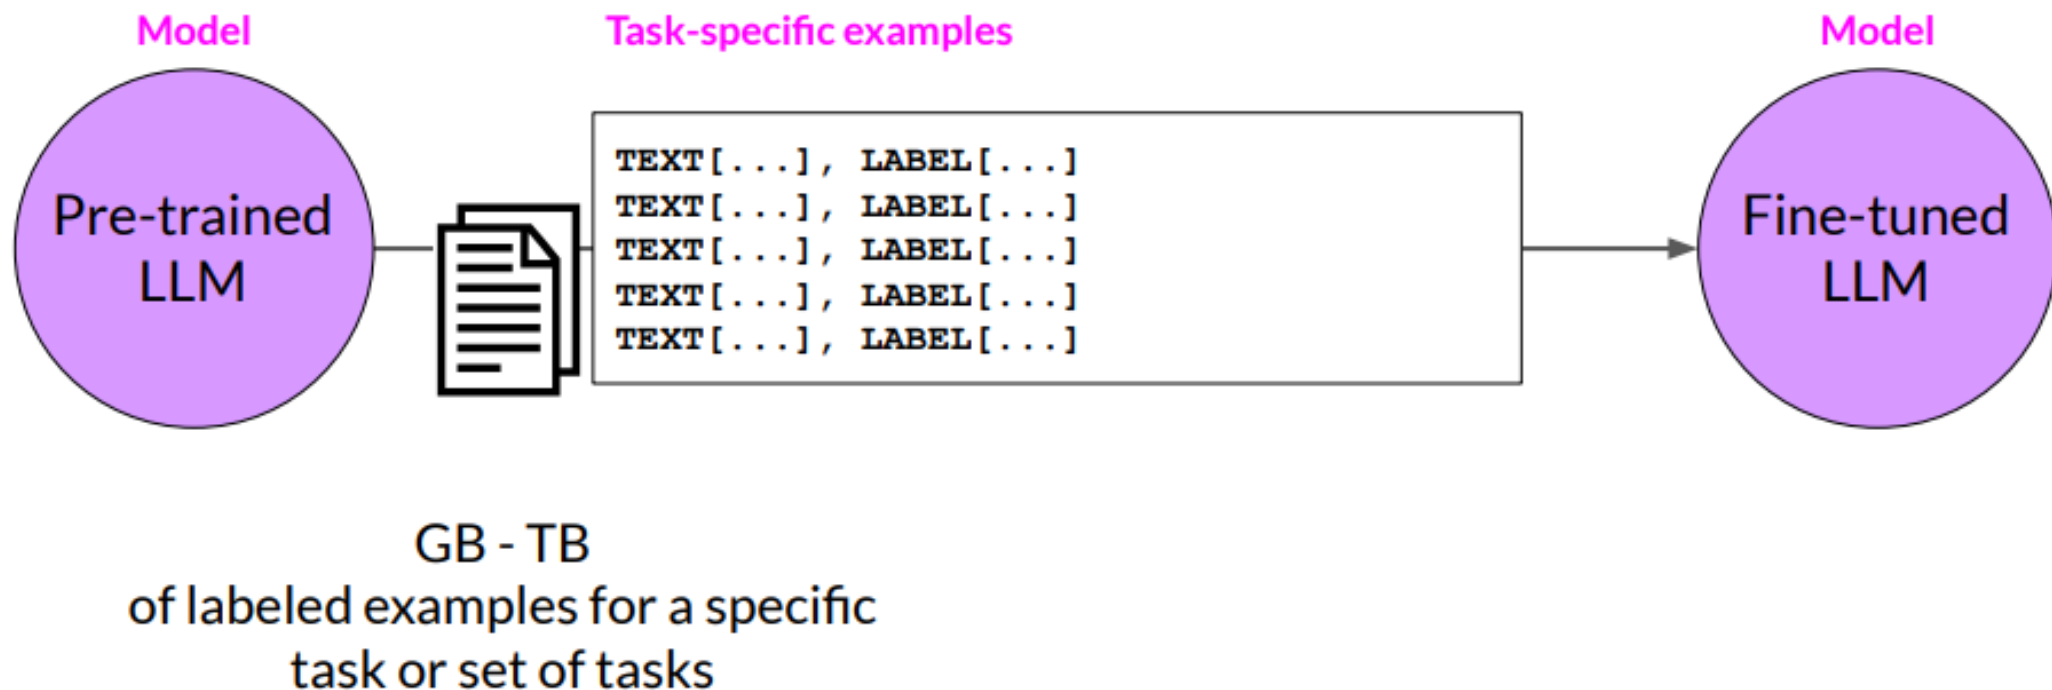 Model
Task-specific examples
Model
Pre-trained
LLM
TEXT[...], LABEL[...]
TEXT[...], LABEL[...]
TEXT[...], LABEL[...]
TEXT[...], LABEL[...]
TEXT[...], LABEL[...]
Fine-tuned
LLM
GB - TB
of labeled examples for a specific
task or set of tasks